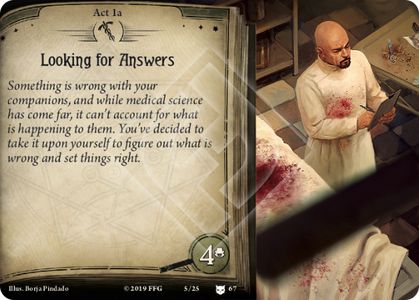 Act 1a
Looking for Answers
Something is wrong with your
companions, and while medical science
has come far, it can't account for what
is happening to them. You've decided to
take it upon yourself to figure out what is
wrong and set things right.
4
Illus. Borja Pindado
© 2019 FFG
5/25
67